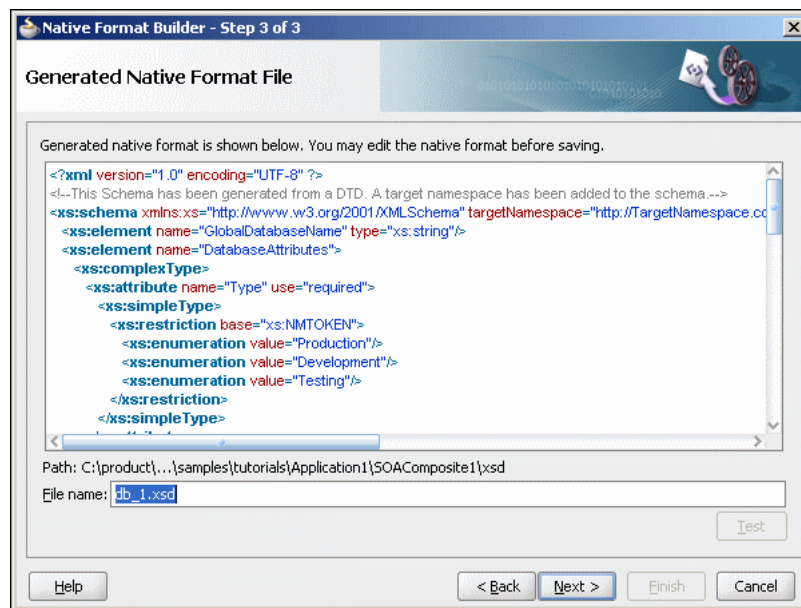 Native Format Builder - Step 3 of 3
Generated Native Format File
Generated native format is shown below. You may edit the native format before saving.
<?xml version="1.0" encoding="UTF-8" ?>
<!--This Schema has been generated from a DTD. A target namespace has been added to the schema.-->
<xs:schema xmlns:xs="http://www.w3.org/2001/XMLSchema" targetNamespace="http://TargetNamespace.cc
<xs:element name="GlobalDatabaseName" type="xs:string"/>
<xs:element name="DatabaseAttributes">
<xs:complexType>
<xs:attribute name="Type" use="required">
<xs:simpleType>
<xs:restriction base="xs:NMTOKEN">
<xs:enumeration value="Production"/>
<xs:enumeration value="Development"/>
<xs:enumeration value="Testing"/>
</xs:restriction>
</xs:simpleType>
Path: C:\product\...\samples\tutorials\Application1\SOAComposite1\xsd
File name: db_1.xsd
Test
Help
< Back
Next >
Finish
Cancel